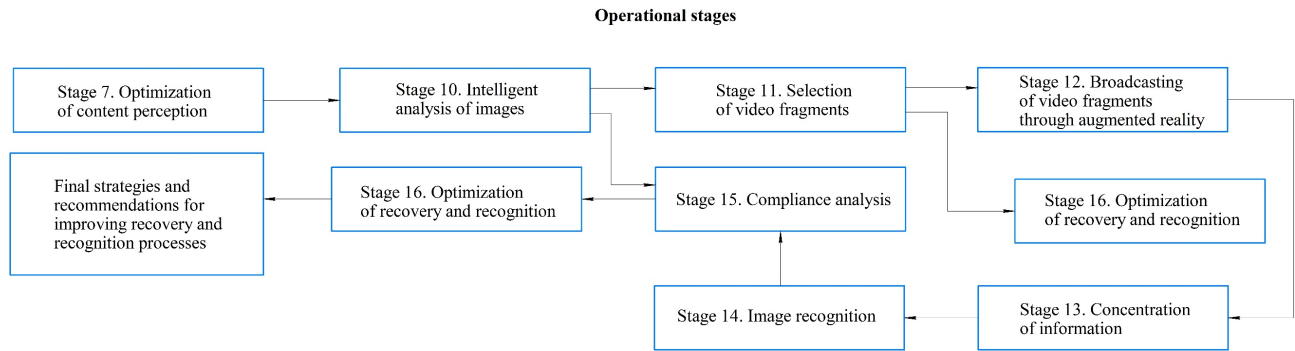 Operational stages
Stage 7. Optimization
of content perception
Stage 10. Intelligent
analysis of images
Stage 11. Selection
of video fragments
Stage 12. Broadcasting
of video fragments
through augmented reality
Final strategies and
recommendations for
improving recovery and
recognition processes
Stage 16. Optimization
of recovery and recognition
Stage 15. Compliance analysis
Stage 16. Optimization
of recovery and recognition
Stage 14. Image recognition
Stage 13. Concentration
of information